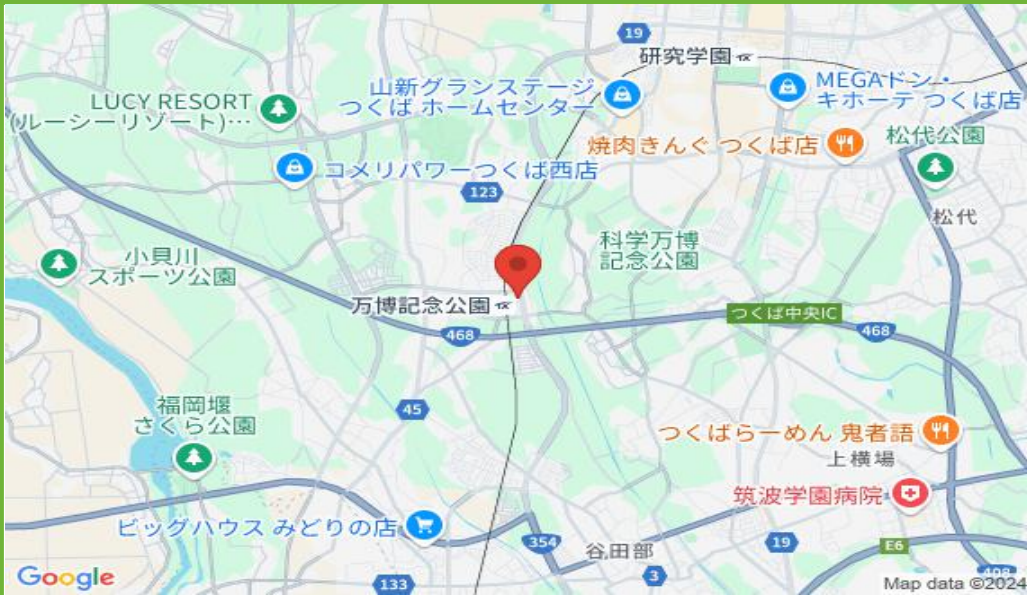 19
研究学園
山新グランステージ
つくば ホームセンター
MEGAドン・
キホーテ つくば店
LUCY RESORT
(ルーシーリゾート)…
焼肉きんぐ つくば店
松代公園
コメリパワーつくば西店
123
松代
科学万博
記念公園
小貝川
スポーツ公園
万博記念公園
つくば中央IC
468
468
福岡堰
さくら公園
45
つくばらーめん 鬼者語
上横場
筑波学園病院
ビッグハウス みどりの店
354
谷田部
19
E6
3
133
408
Google
Map data ©2024